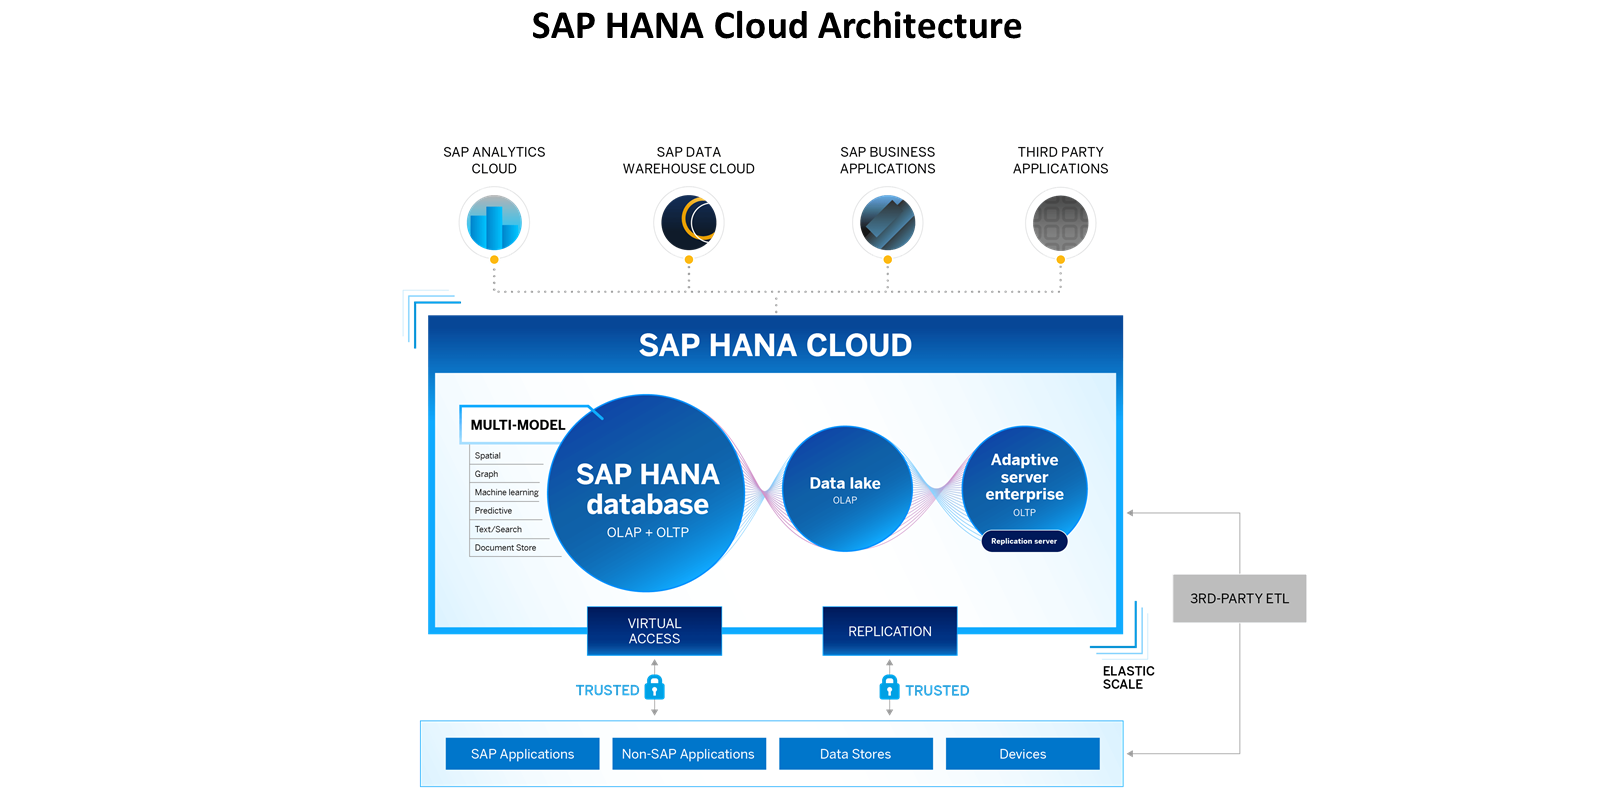 SAP HANA Cloud Architecture
SAP ANALYTICS
CLOUD
SAP DATA
WAREHOUSE CLOUD
SAP BUSINESS
APPLICATIONS
THIRD PARTY
APPLICATIONS
SAP HANA CLOUD
MULTI-MODEL
Spatial
Graph
Machine learning
Predictive
Text/Search
Document Store
SAP HANA
database
OLAP + OLTP
Data lake
OLAP
Adaptive
server
enterprise
OLTP
Replication server
3RD-PARTY ETL
VIRTUAL
ACCESS
REPLICATION
ELASTIC
SCALE
TRUSTED
TRUSTED
SAP Applications
Non-SAP Applications
Data Stores
Devices